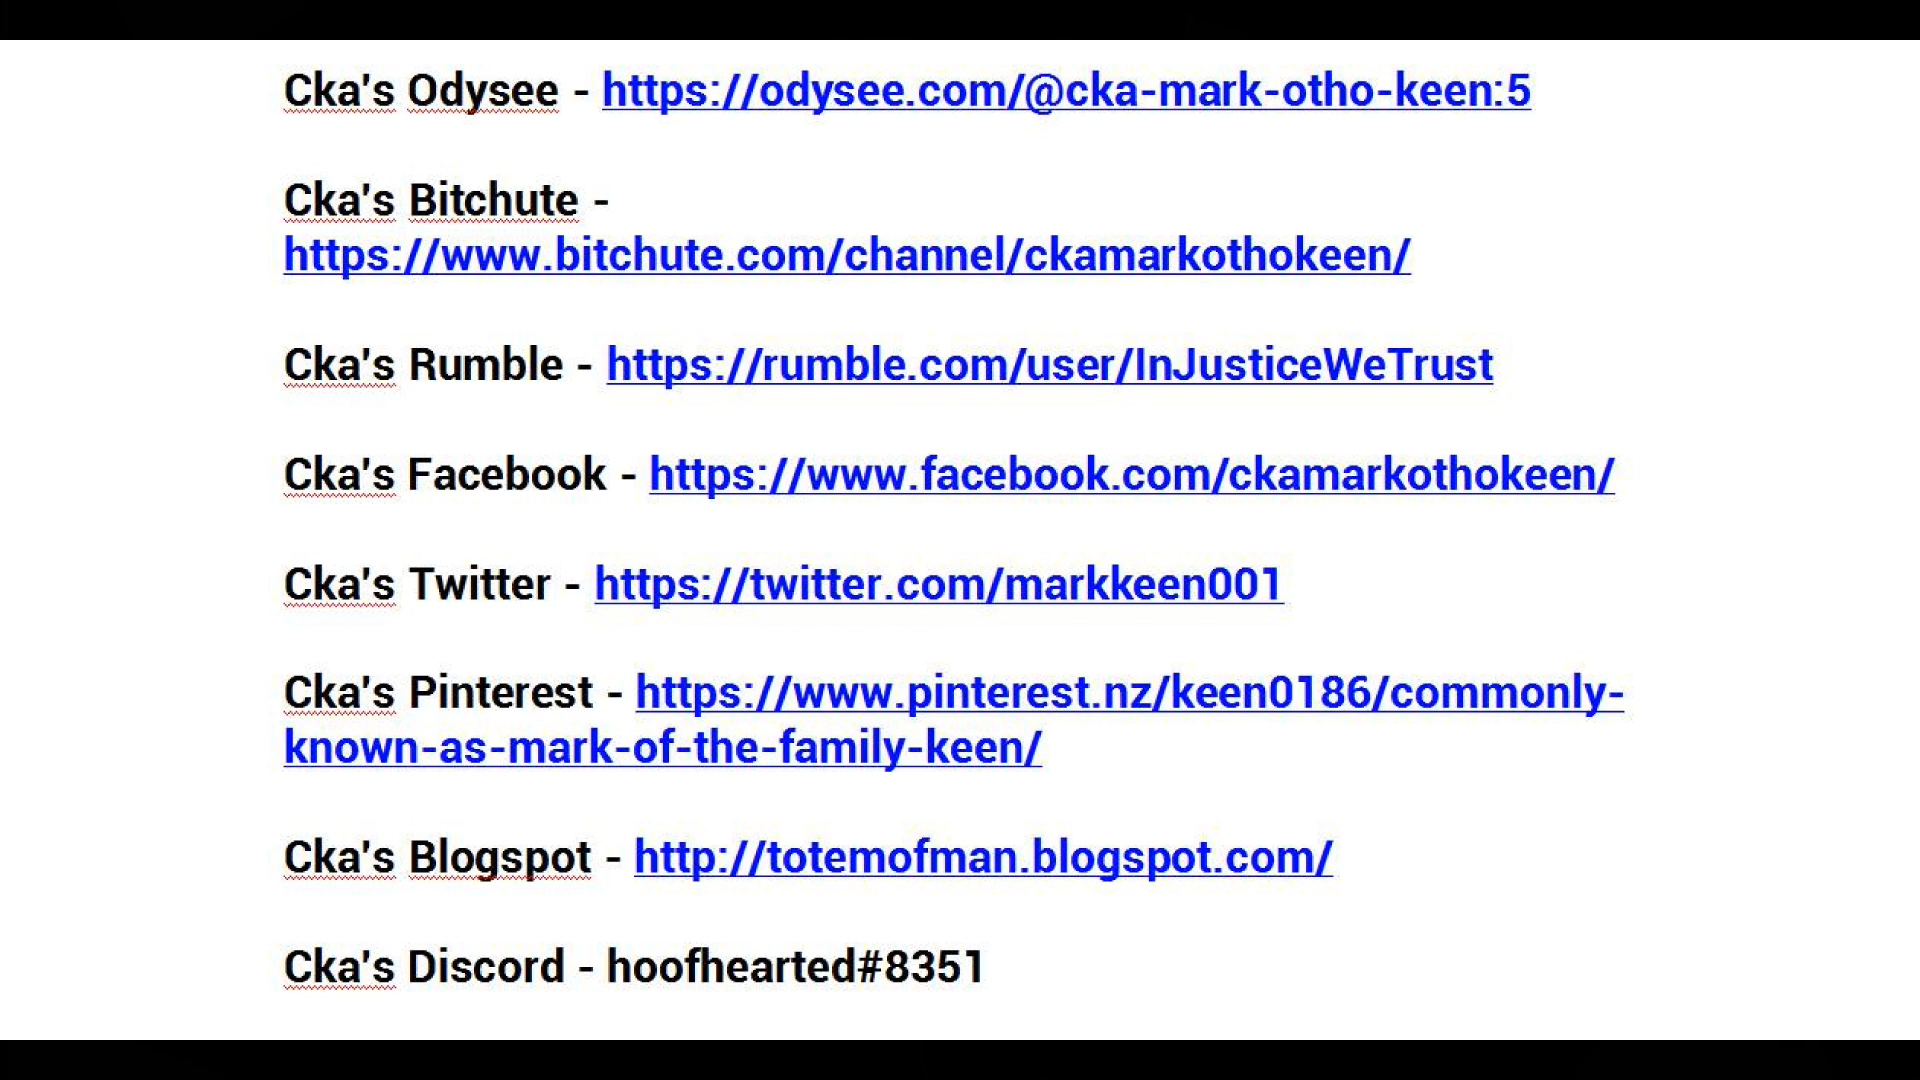 Cka's Odysee - https://odysee.com/@cka-mark-otho-keen:5
Cka's Bitchute -
https://www.bitchute.com/channel/ckamarkothokeen/
Cka's Rumble - https://rumble.com/user/InJusticeWeTrust
Cka's Facebook - https://www.facebook.com/ckamarkothokeen/
Cka's Twitter - https://twitter.com/markkeen001
Cka's Pinterest - https://www.pinterest.nz/keen0186/commonly-
known-as-mark-of-the-family-keen/
Cka's Blogspot - http://totemofman.blogspot.com/
Cka's Discord - hoofhearted#8351